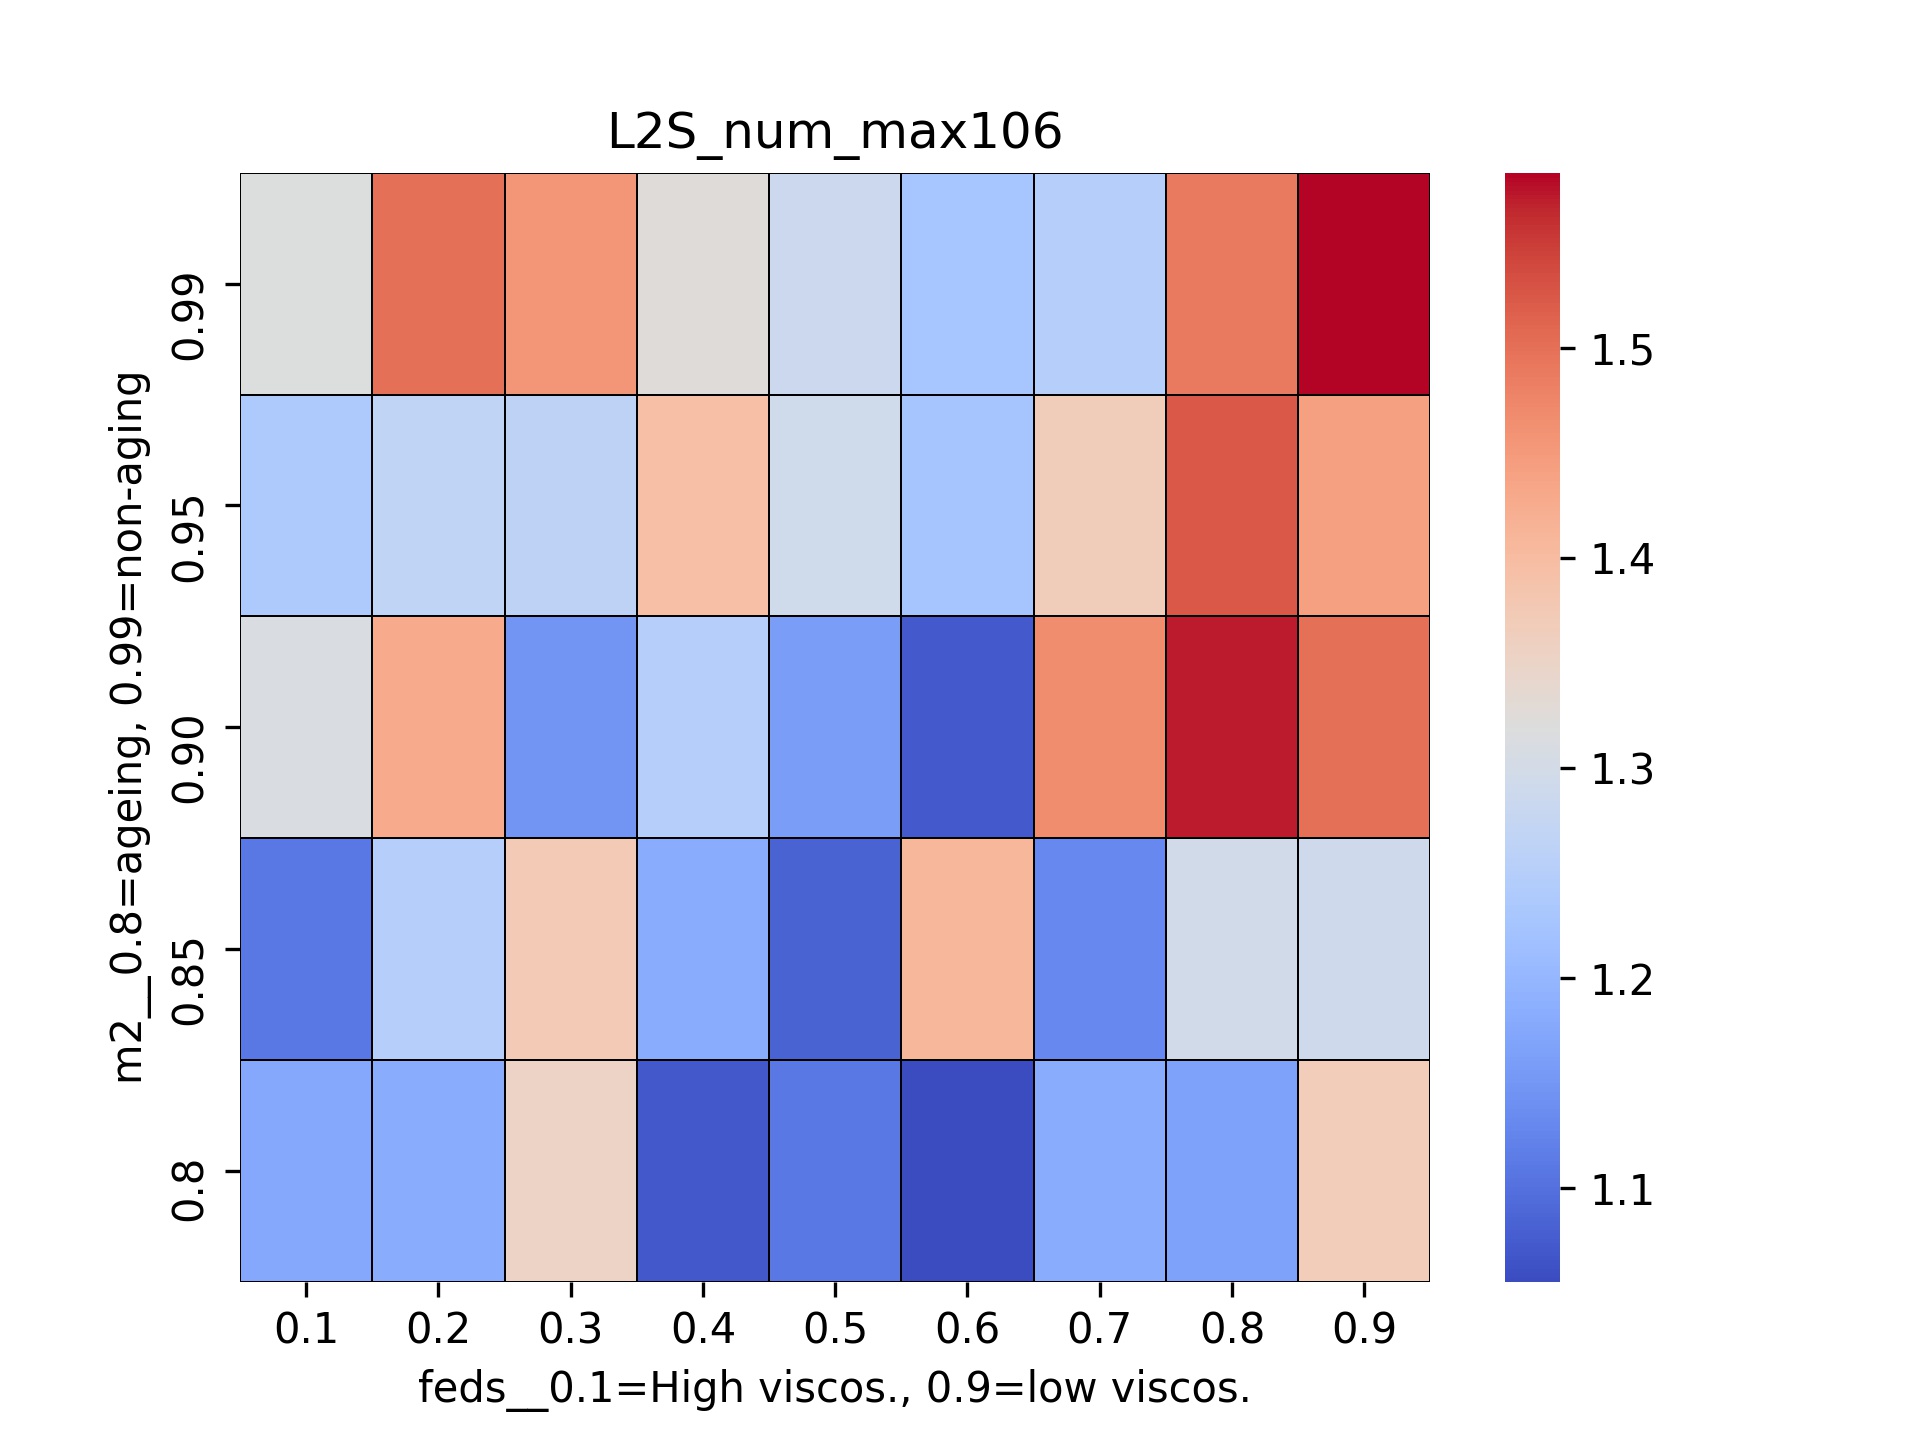 L2S_num_max106
m2__0.8=ageing, 0.99=non-aging
0.99
0.95
0.90
0.85
0.8
0.1 0.2 0.3 0.4 0.5 0.6 0.7 0.8 0.9
feds__0.1=High viscos., 0.9=low viscos.
1.5
1.4
1.3
1.2
1.1